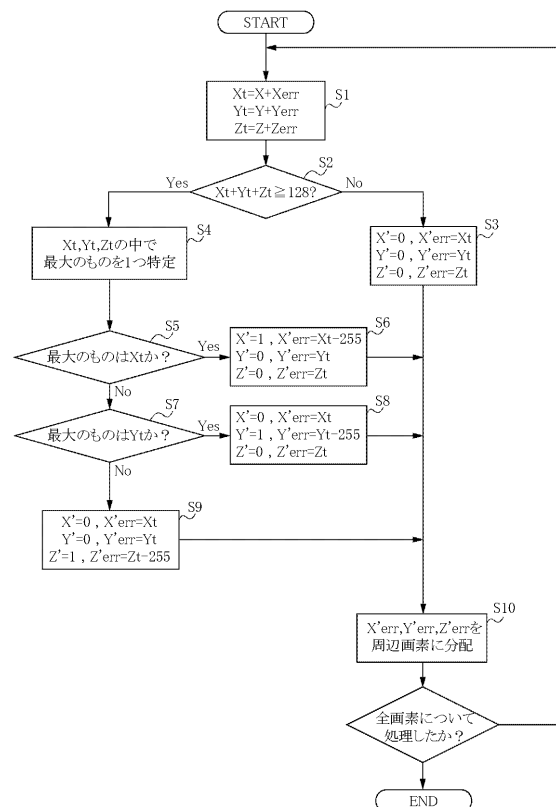 START
Xt=X+Xerr
Yt=Y+Yerr
Zt=Z+Zerr
S1
Xt+Yt+Zt≧128?
S2
Yes
No
Xt,Yt,Ztの中で
最大のものを1つ特定
S4
X'=0 , X'err=Xt
Y'=0 , Y'err=Yt
Z'=0 , Z'err=Zt
S3
最大のものはXtか？
S5
Yes
No
X'=1 , X'err=Xt-255
Y'=0 , Y'err=Yt
Z'=0 , Z'err=Zt
S6
最大のものはYtか？
S7
Yes
No
X'=0 , X'err=Xt
Y'=1 , Y'err=Yt-255
Z'=0 , Z'err=Zt
S8
X'=0 , X'err=Xt
Y'=0 , Y'err=Yt
Z'=1 , Z'err=Zt-255
S9
X'err,Y'err,Z'errを
周辺画素に分配
S10
全画素について
処理したか？
END